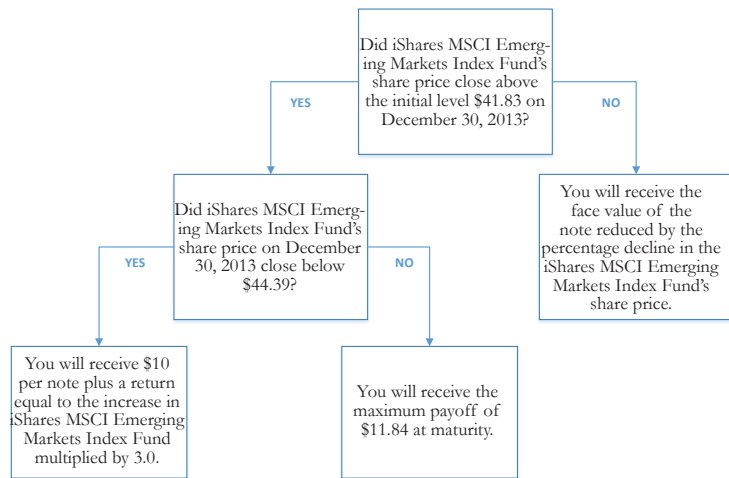 Did iShares MSCI Emerg-
ing Markets Index Fund's
share price close above
the initial level $41.83 on
December 30, 2013?
YES
NO
Did iShares MSCI Emerg-
ing Markets Index Fund's
share price on December
30, 2013 close below
$44.39?
You will receive the
face value of the
note reduced by the
percentage decline in the
iShares MSCI Emerging
Markets Index Fund's
share price.
YES
NO
You will receive $10
per note plus a return
equal to the increase in
iShares MSCI Emerging
Markets Index Fund
multiplied by 3.0.
You will receive the
maximum payoff of
$11.84 at maturity.